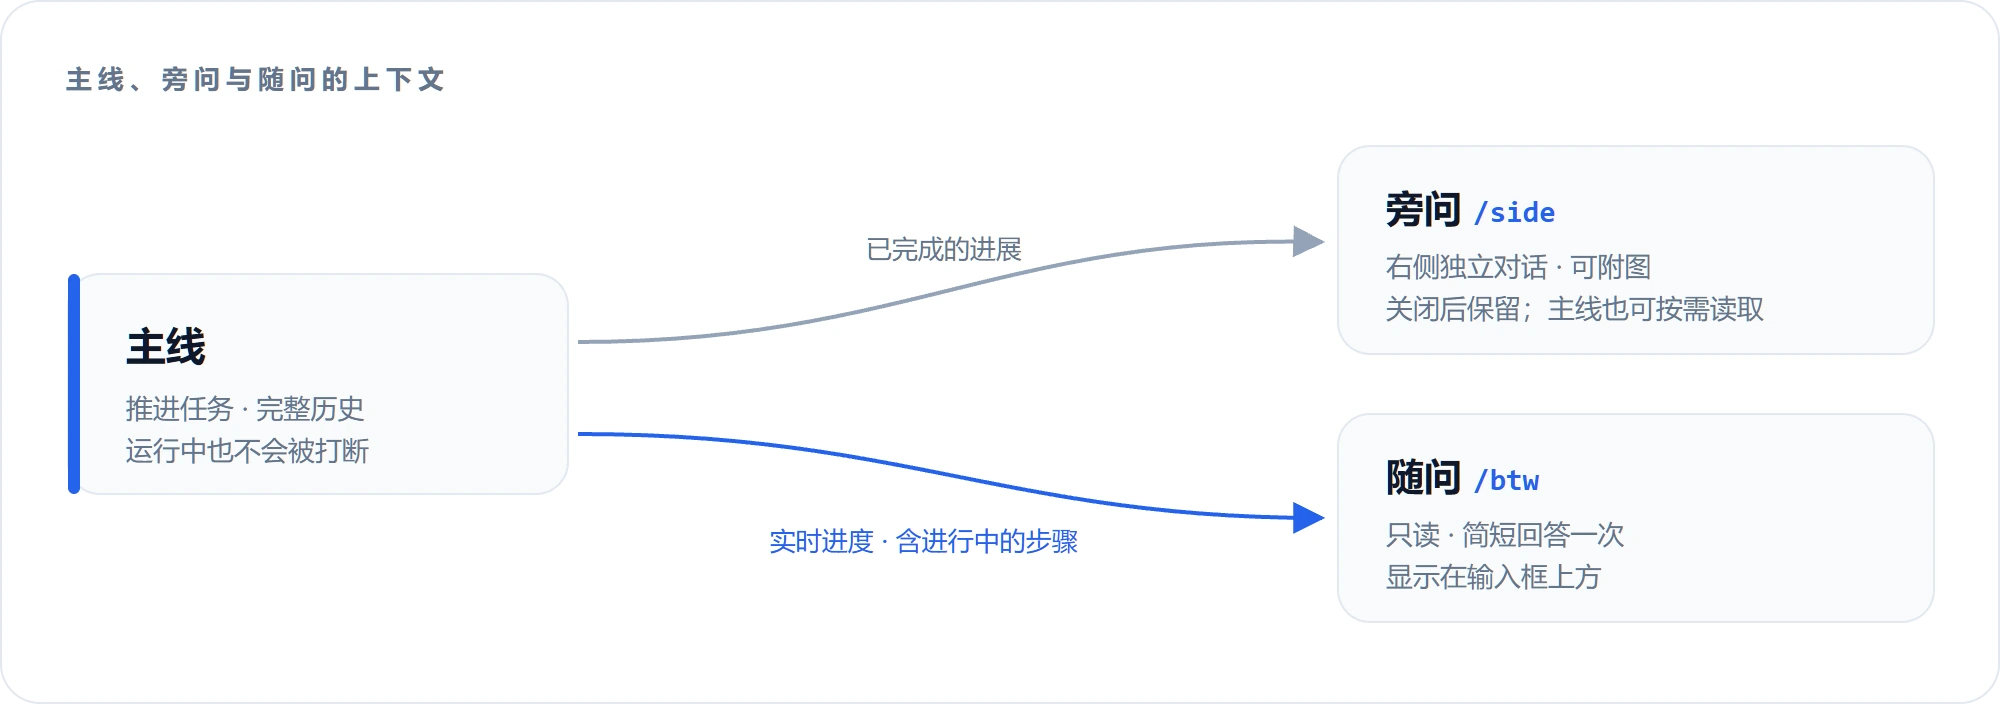 主线、旁问与随问的上下文
主线
推进任务 · 完整历史
运行中也不会被打断
已完成的进展
实时进度 · 含进行中的步骤
旁问 /side
右侧独立对话 · 可附图
关闭后保留；主线也可按需读取
随问 /btw
只读 · 简短回答一次
显示在输入框上方